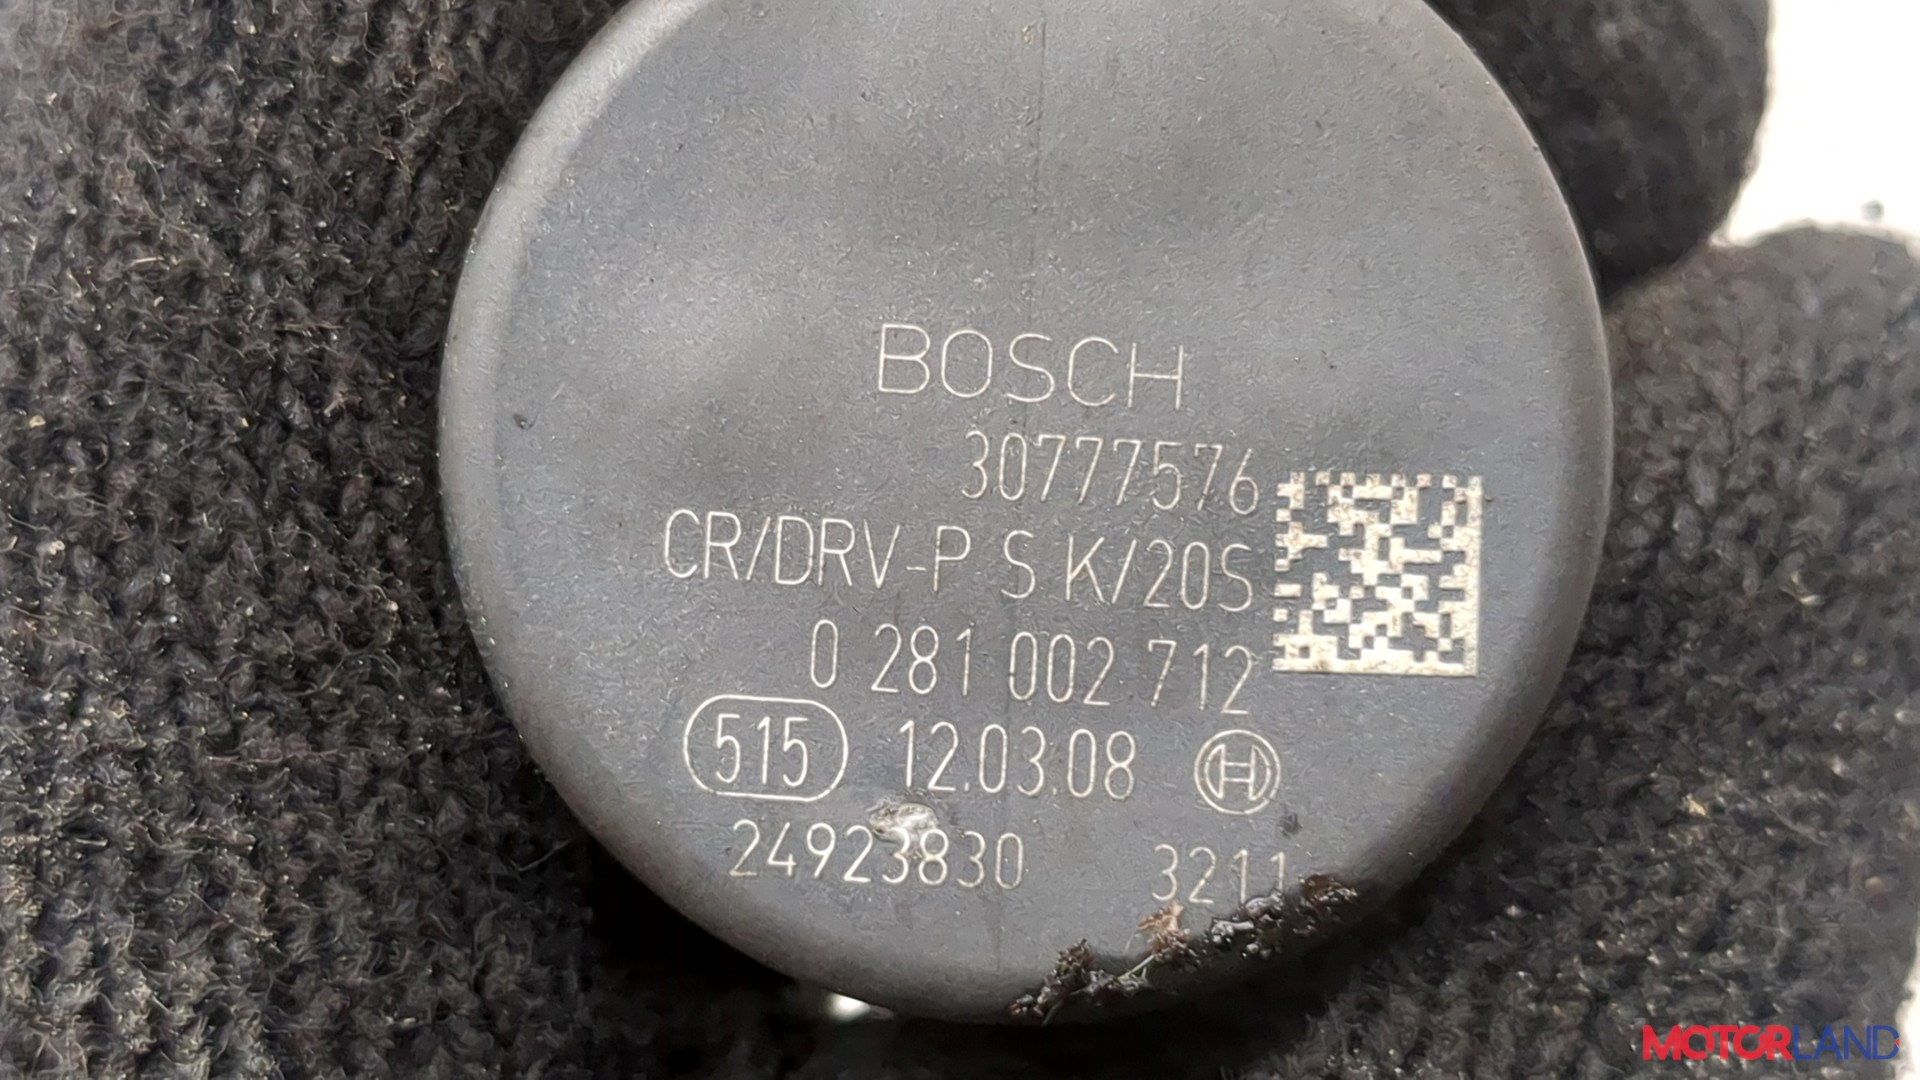 BOSCH
30777576
CR/DRV-P S K/20S
0 281 002 712
515 12.03.08
24923830 3211
MOTORLAND